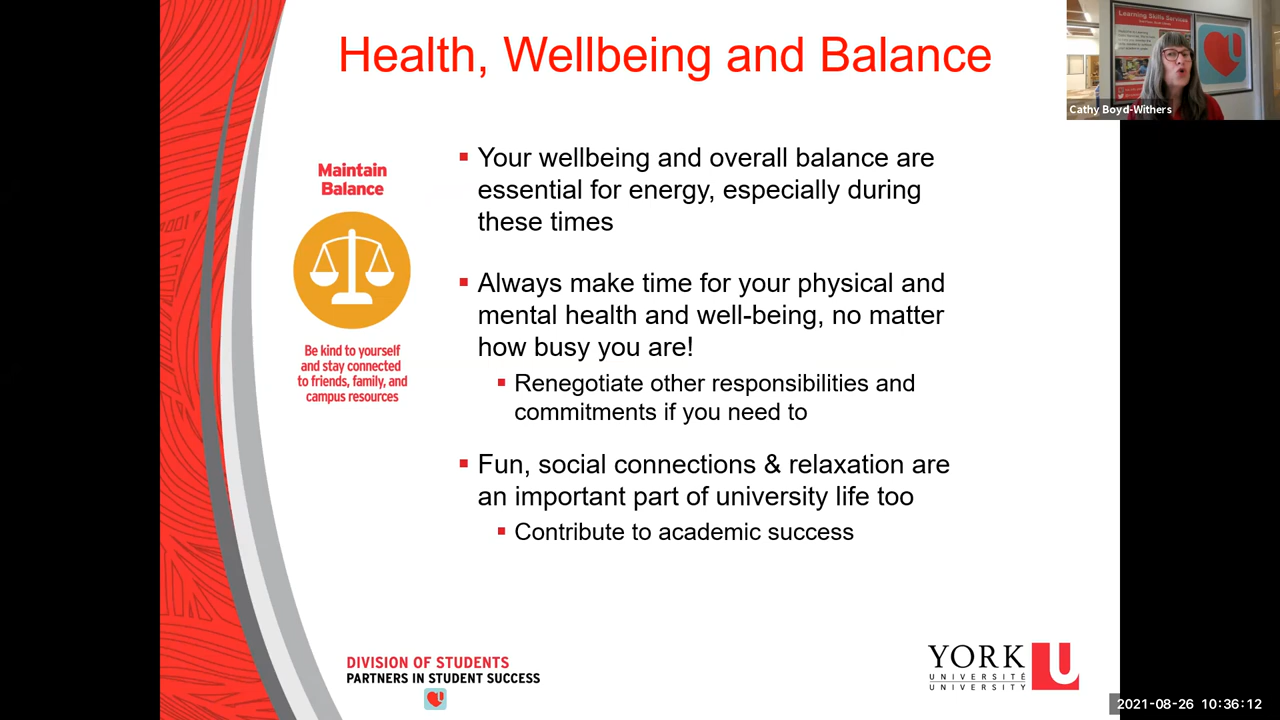 Health, Wellbeing and Balance
Learning Skills Services
Cathy Boyd-Withers
Maintain
Balance
Be kind to yourself
and stay connected
to friends, family, and
campus resources
▪ Your wellbeing and overall balance are
essential for energy, especially during
these times
▪ Always make time for your physical and
mental health and well-being, no matter
how busy you are!
▪ Renegotiate other responsibilities and
commitments if you need to
▪ Fun, social connections & relaxation are
an important part of university life too
▪ Contribute to academic success
DIVISION OF STUDENTS
PARTNERS IN STUDENT SUCCESS
YORK U
UNIVERSITÉ
UNIVERSITY
2021-08-26 10:36:12